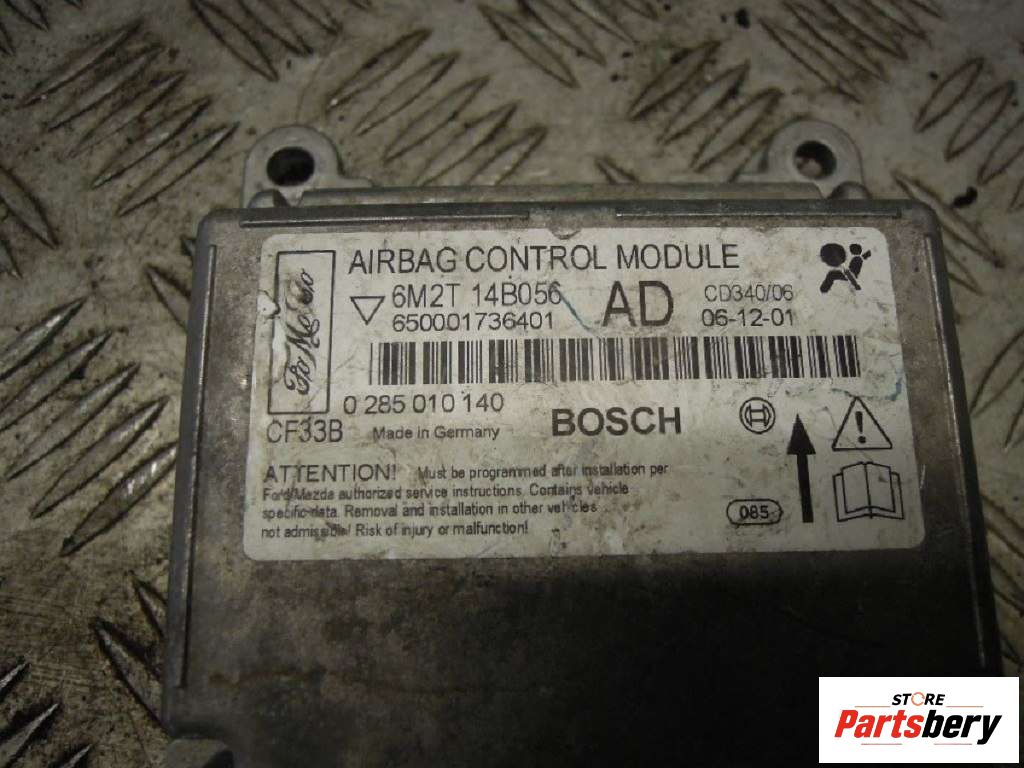 AIRBAG CONTROL MODULE
FoMoCo
6M2T 14B056 AD CD340/06
650001736401 06-12-01
0 285 010 140 BOSCH
CF33B Made in Germany
ATTENTION! Must be programmed after installation per
Ford/Mazda authorized service instructions. Contains vehicle
specific data. Removal and installation in other vehicles
not admissible! Risk of injury or malfunction!
085
STORE
Partsbery